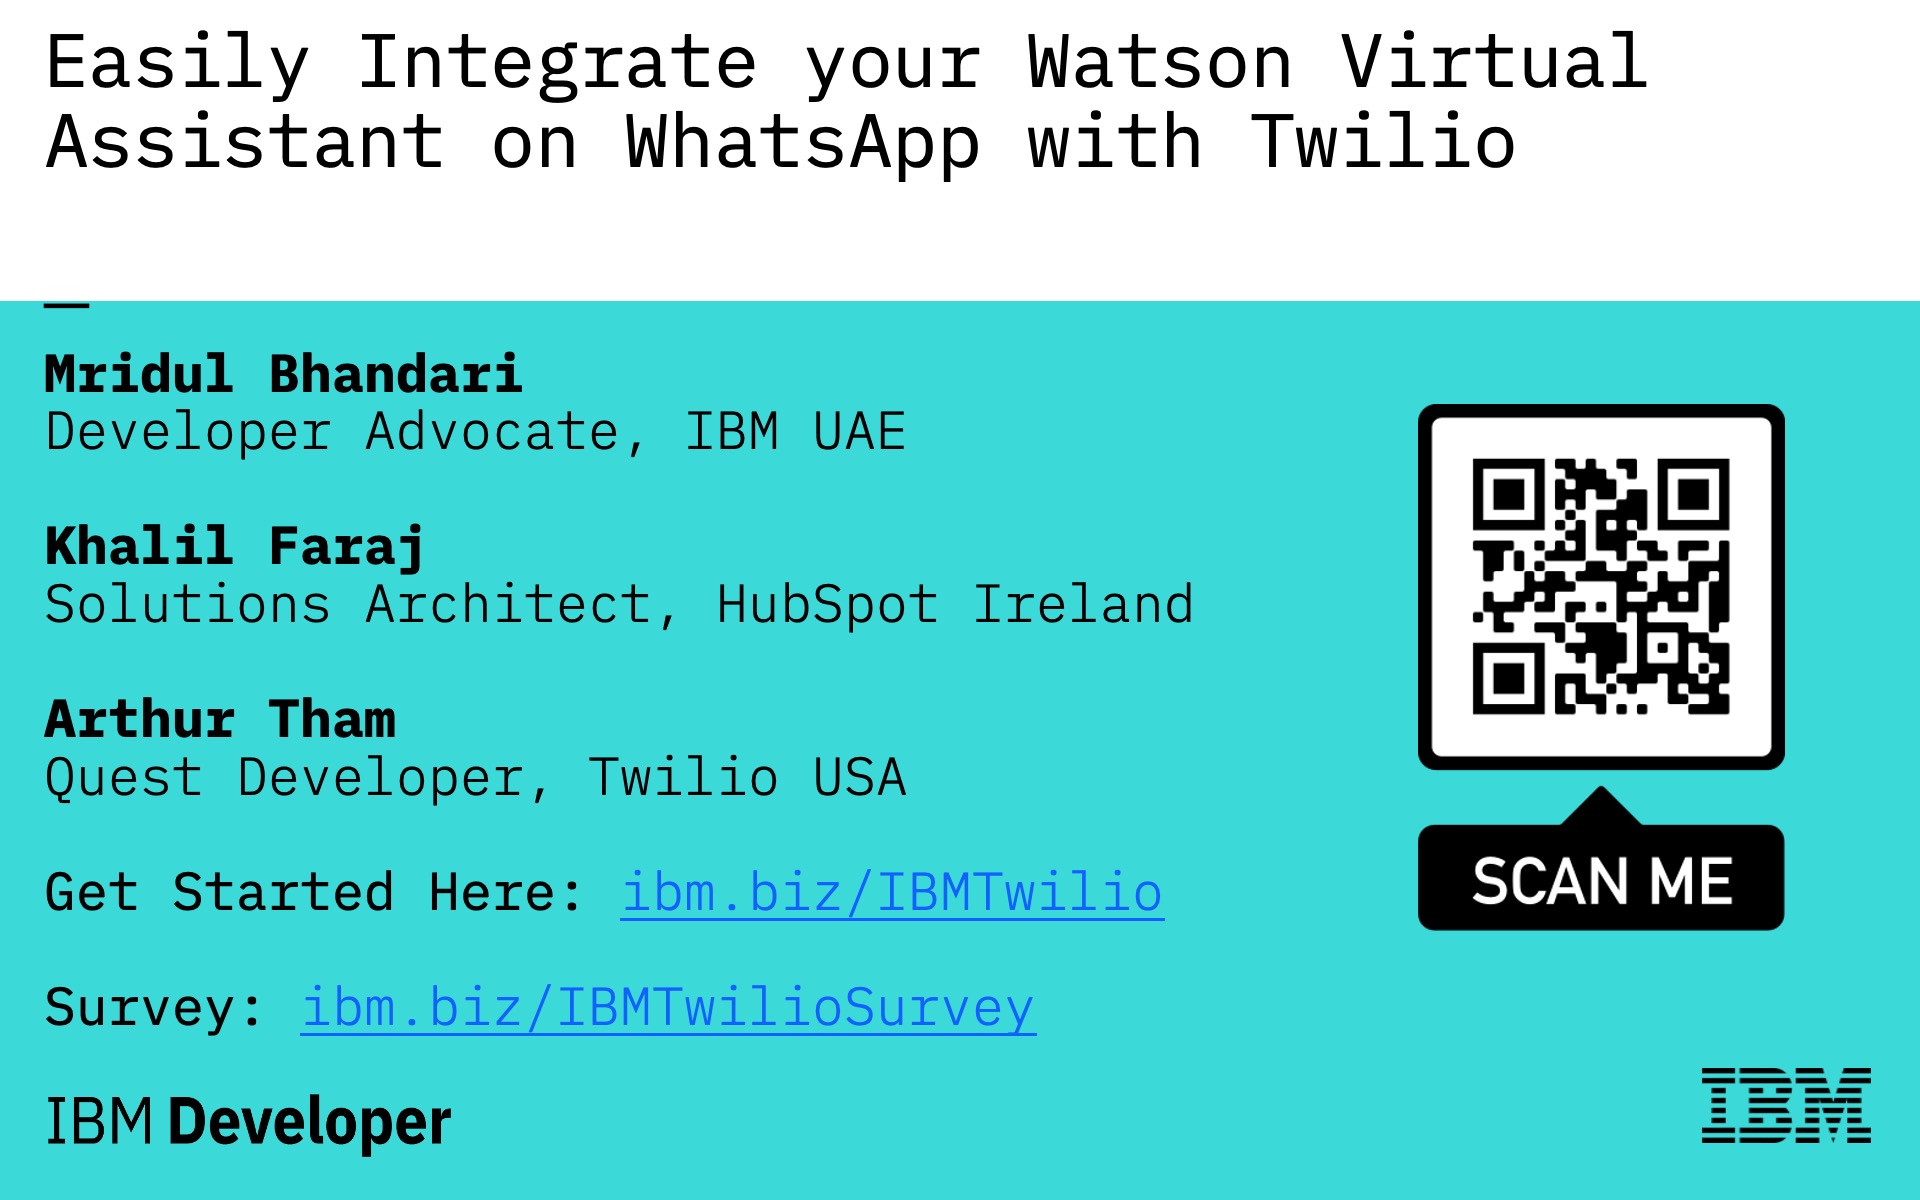 Easily Integrate your Watson Virtual
Assistant on WhatsApp with Twilio
Mridul Bhandari
Developer Advocate, IBM UAE
Khalil Faraj
Solutions Architect, HubSpot Ireland
Arthur Tham
Quest Developer, Twilio USA
Get Started Here: ibm.biz/IBMTwilio
Survey: ibm.biz/IBMTwilioSurvey
SCAN ME
IBM Developer
IBM